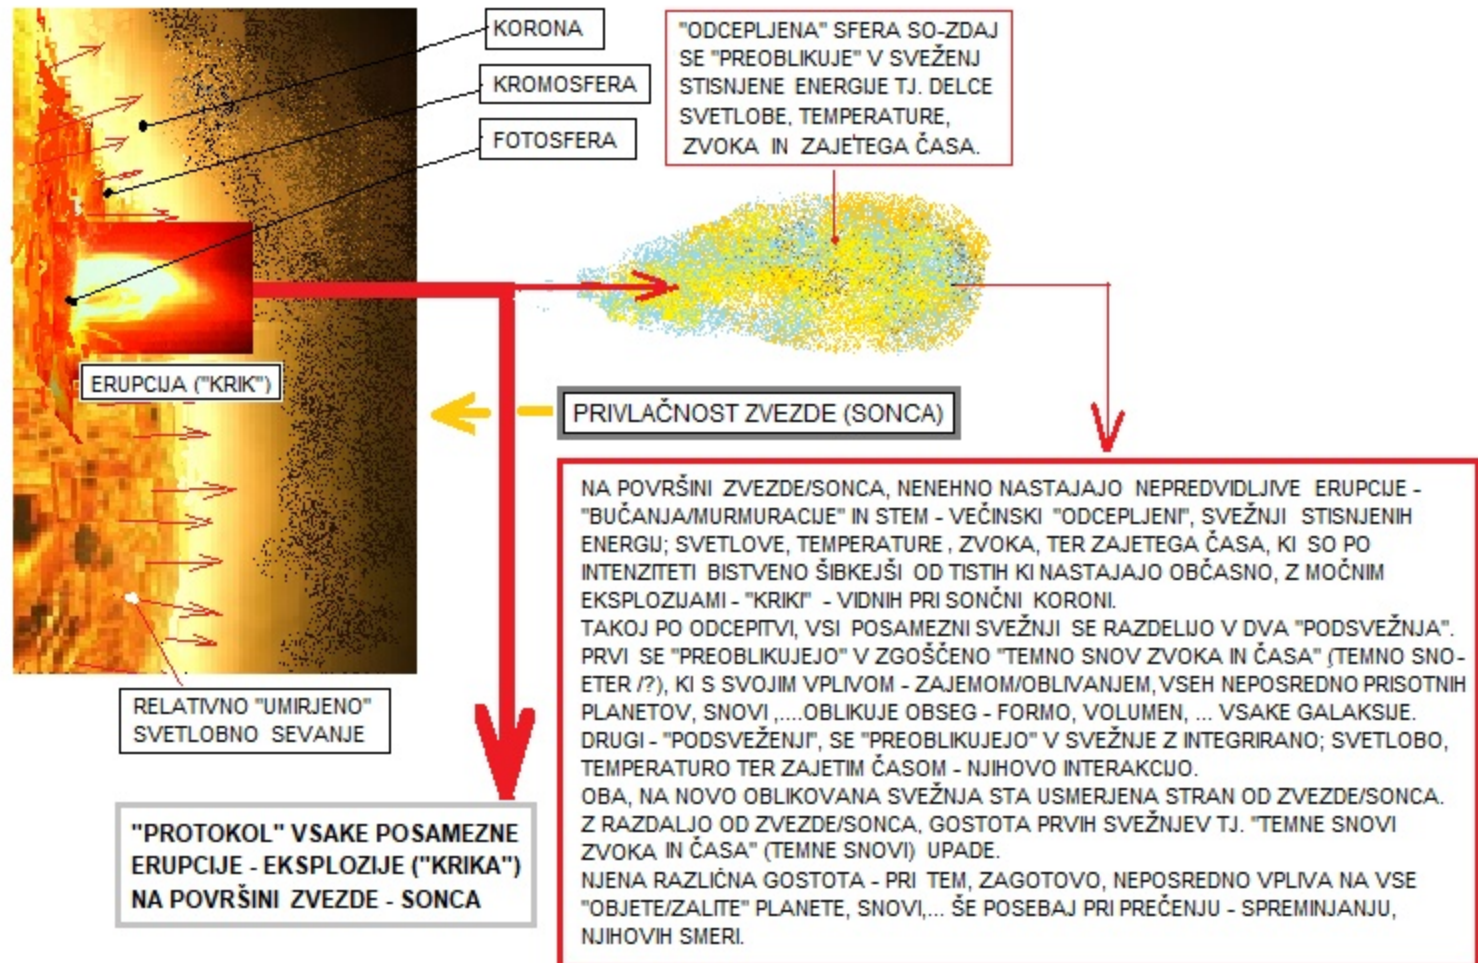 KORONA
KROMOSFERA
FOTOSFERA
"ODCEPLJENA" SFERA SO-ZDAJ
SE "PREOBLIKUJE" V SVEŽENJ
STISNJENE ENERGIJE TJ. DELCE
SVETLOBE, TEMPERATURE,
ZVOKA IN ZAJETEGA ČASA.
ERUPCIJA ("KRIK")
PRIVLAČNOST ZVEZDE (SONCA)
RELATIVNO "UMIRJENO"
SVETLOBNO SEVANJE
"PROTOKOL" VSAKE POSAMEZNE
ERUPCIJE - EKSPLOZIJE ("KRIKA")
NA POVRŠINI ZVEZDE - SONCA
NA POVRŠINI ZVEZDE/SONCA, NENEHNO NASTAJAJO NEPREDVIDLJIVE ERUPCIJE -
"BUČANJA/MURMURACIJE" IN STEM - VEČINSKI "ODCEPLJENI", SVEŽNJI STISNJENIH
ENERGIJ; SVETLOVE, TEMPERATURE, ZVOKA, TER ZAJETEGA ČASA, KI SO PO
INTENZITETI BISTVENO ŠIBKEJŠI OD TISTIH KI NASTAJAJO OBČASNO, Z MOČNIM
EKSPLOZIJAMI - "KRIKI" - VIDNIH PRI SONČNI KORONI.
TAKOJ PO ODCEPITVI, VSI POSAMEZNI SVEŽNJI SE RAZDELIJO V DVA "PODSVEŽNJA".
PRVI SE "PREOBLIKUJEJO" V ZGOŠČENO "TEMNO SNOV ZVOKA IN ČASA" (TEMNO SNO-
ETER /?), KI S SVOJIM VPLIVOM - ZAJEMOM/OBLIVANJEM, VSEH NEPOSREDNO PRISOTNIH
PLANETOV, SNOVI ,....OBLIKUJE OBSEG - FORMO, VOLUMEN, ... VSAKE GALAKSIJE.
DRUGI - "PODSVEŽENJI", SE "PREOBLIKUJEJO" V SVEŽNJE Z INTEGRIRANO; SVETLOBO,
TEMPERATURO TER ZAJETIM ČASOM - NJIHOVO INTERAKCIJO.
OBA, NA NOVO OBLIKOVANA SVEŽNJA STA USMERJENA STRAN OD ZVEZDE/SONCA.
Z RAZDALJO OD ZVEZDE/SONCA, GOSTOTA PRVIH SVEŽNJEV TJ. "TEMNE SNOVI
ZVOKA IN ČASA" (TEMNE SNOVI) UPADE.
NJENA RAZLIČNA GOSTOTA - PRI TEM, ZAGOTOVO, NEPOSREDNO VPLIVA NA VSE
"OBJETE/ZALITE" PLANETE, SNOVI,... ŠE POSEBAJ PRI PREČENJU - SPREMINJANJU,
NJIHOVIH SMERI.